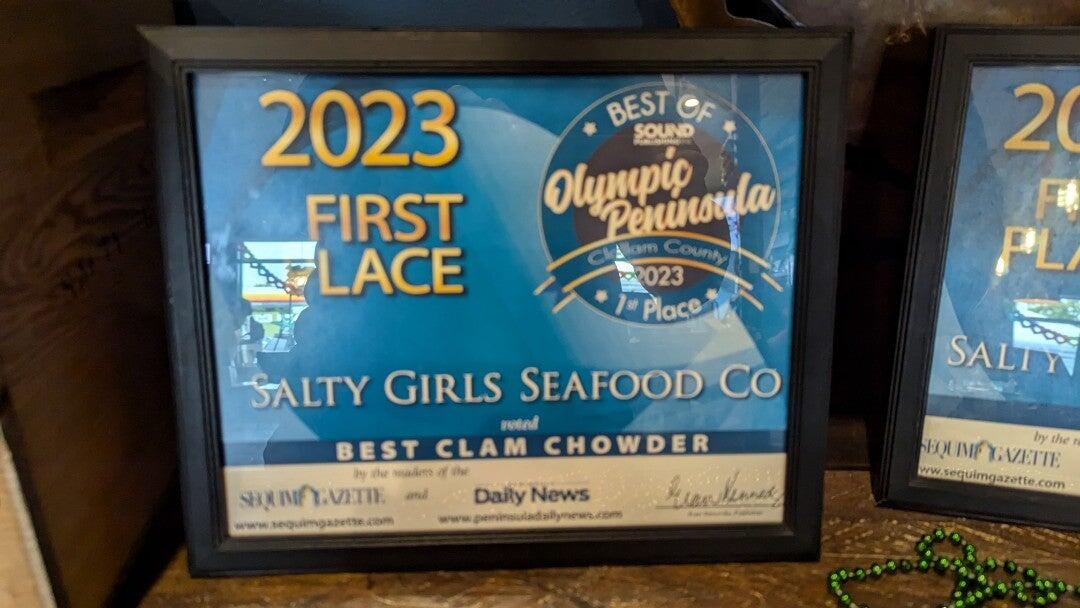 2023
FIRST
PLACE
BEST OF
SOUND
Olympic
Peninsula
Clallam County
2023
1st Place
SALTY GIRLS SEAFOOD CO
voted
BEST CLAM CHOWDER
by the readers of the
SEQUIM GAZETTE and Daily News
www.sequimgazette.com www.peninsuladailynews.com
20
F
PLA
SALTY
by the
SEQUIM GAZETTE
www.sequimgazette.com